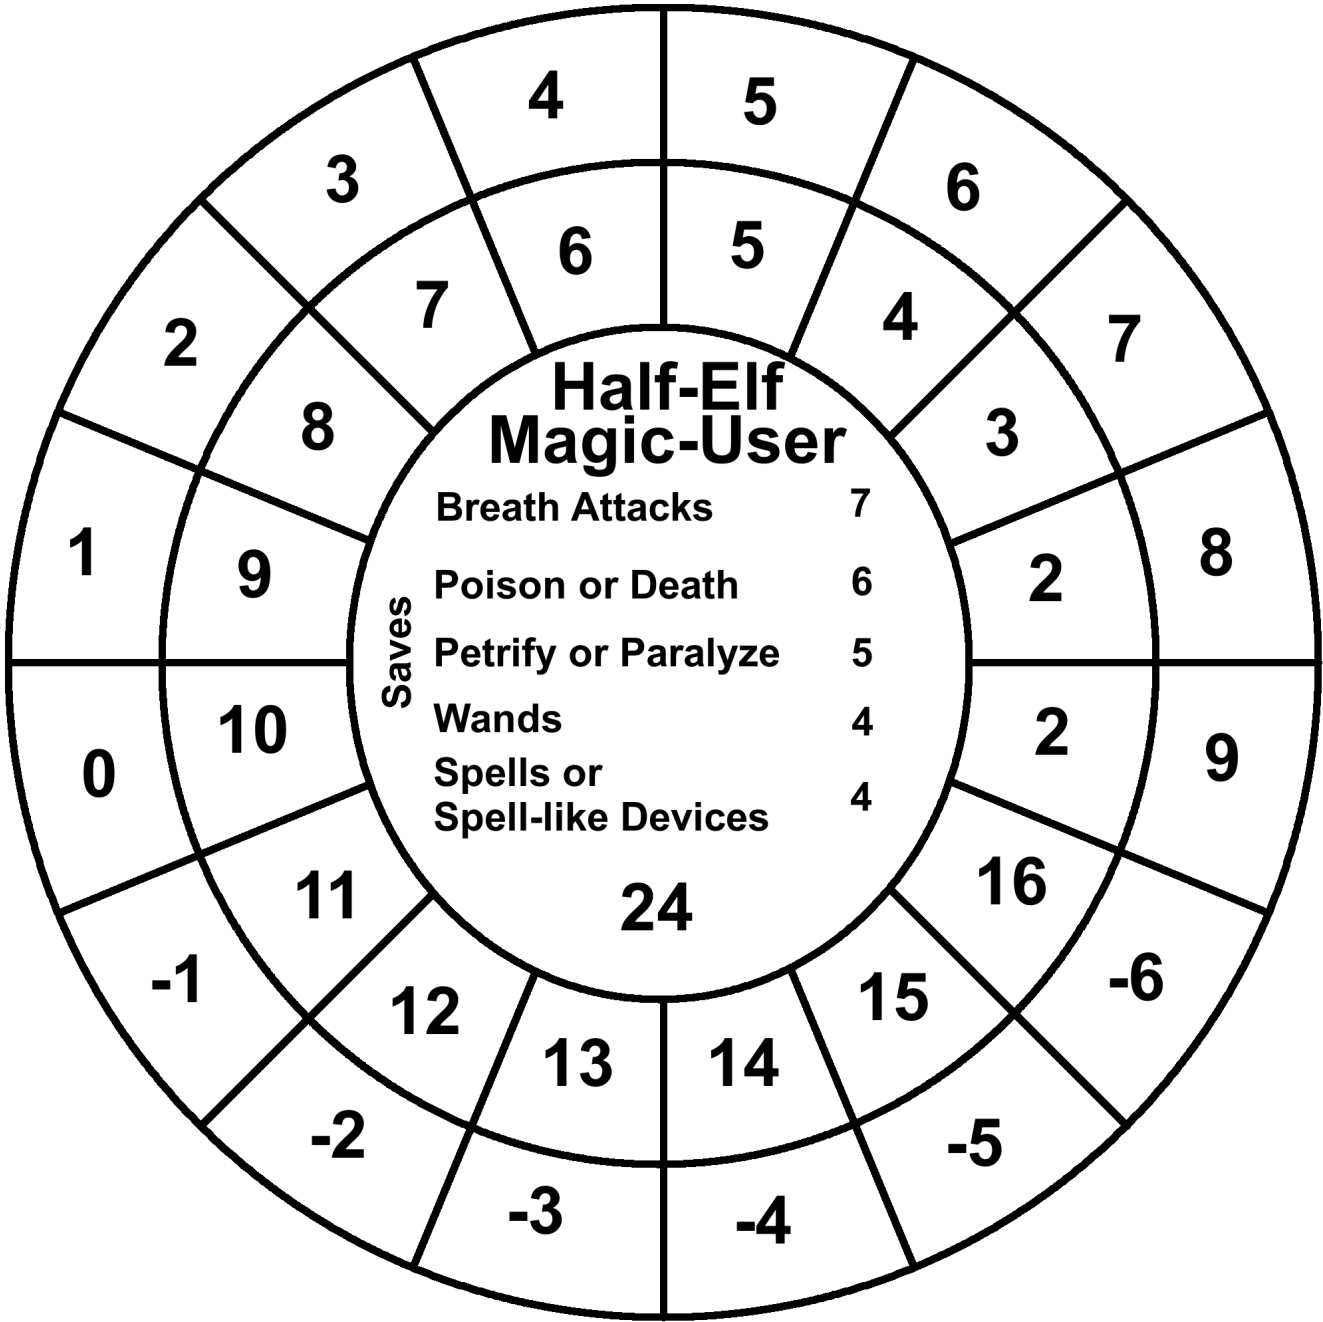 4 5
3 6
6 5
7 4
2 7
8 3
Half-Elf
Magic-User
Breath Attacks 7
1 9 2 8
Saves
Poison or Death 6
Petrify or Paralyze 5
Wands 4
0 10 2 9
Spells or
Spell-like Devices 4
11 24 16
-1 -6
12 15
13 14
-2 -5
-3 -4